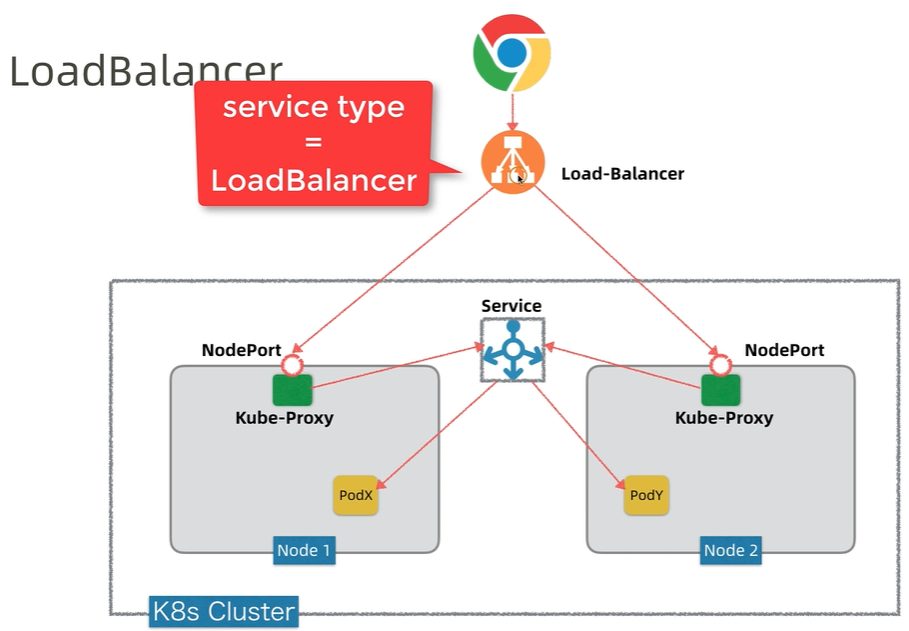 LoadBalancer
service type
=
LoadBalancer
Load-Balancer
Service
NodePort
NodePort
Kube-Proxy
Kube-Proxy
PodX
PodY
Node 1
Node 2
K8s Cluster